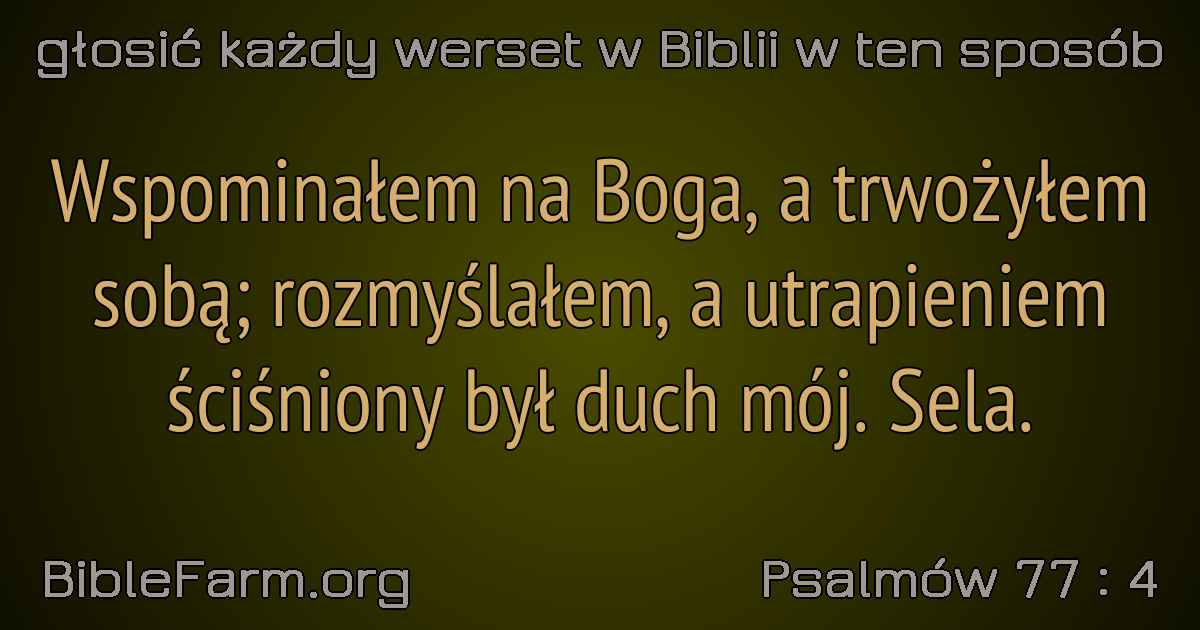 głosić każdy werset w Biblii w ten sposób
Wspominałem na Boga, a trwożyłem
sobą; rozmyślałem, a utrapieniem
ściśniony był duch mój. Sela.
BibleFarm.org
Psalmów 77 : 4